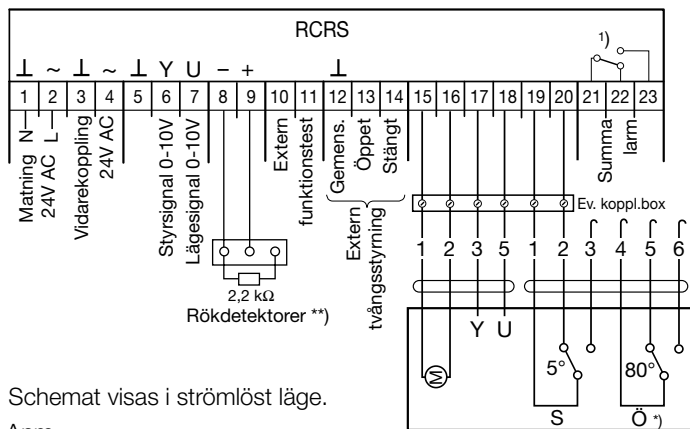 RCRS
⊥ ~ ⊥ ~ ⊥ Y U − + ⊥ 1)
1 2 3 4 5 6 7 8 9 10 11 12 13 14 15 16 17 18 19 20 21 22 23
Matning N L
24V AC
Vidarekoppling
24V AC
Styrsignal 0-10V
Lägesignal 0-10V
Extern
funktionstest
Gemens.
Öppet
Stängt
Extern
tvångsstyrning
Summa
larm
Ev. koppl.box
1 2 3 5 1 2 3 4 5 6
2,2 kΩ
Rökdetektorer **)
Y U
M
5° 80°
S Ö *)
Schemat visas i strömlöst läge.